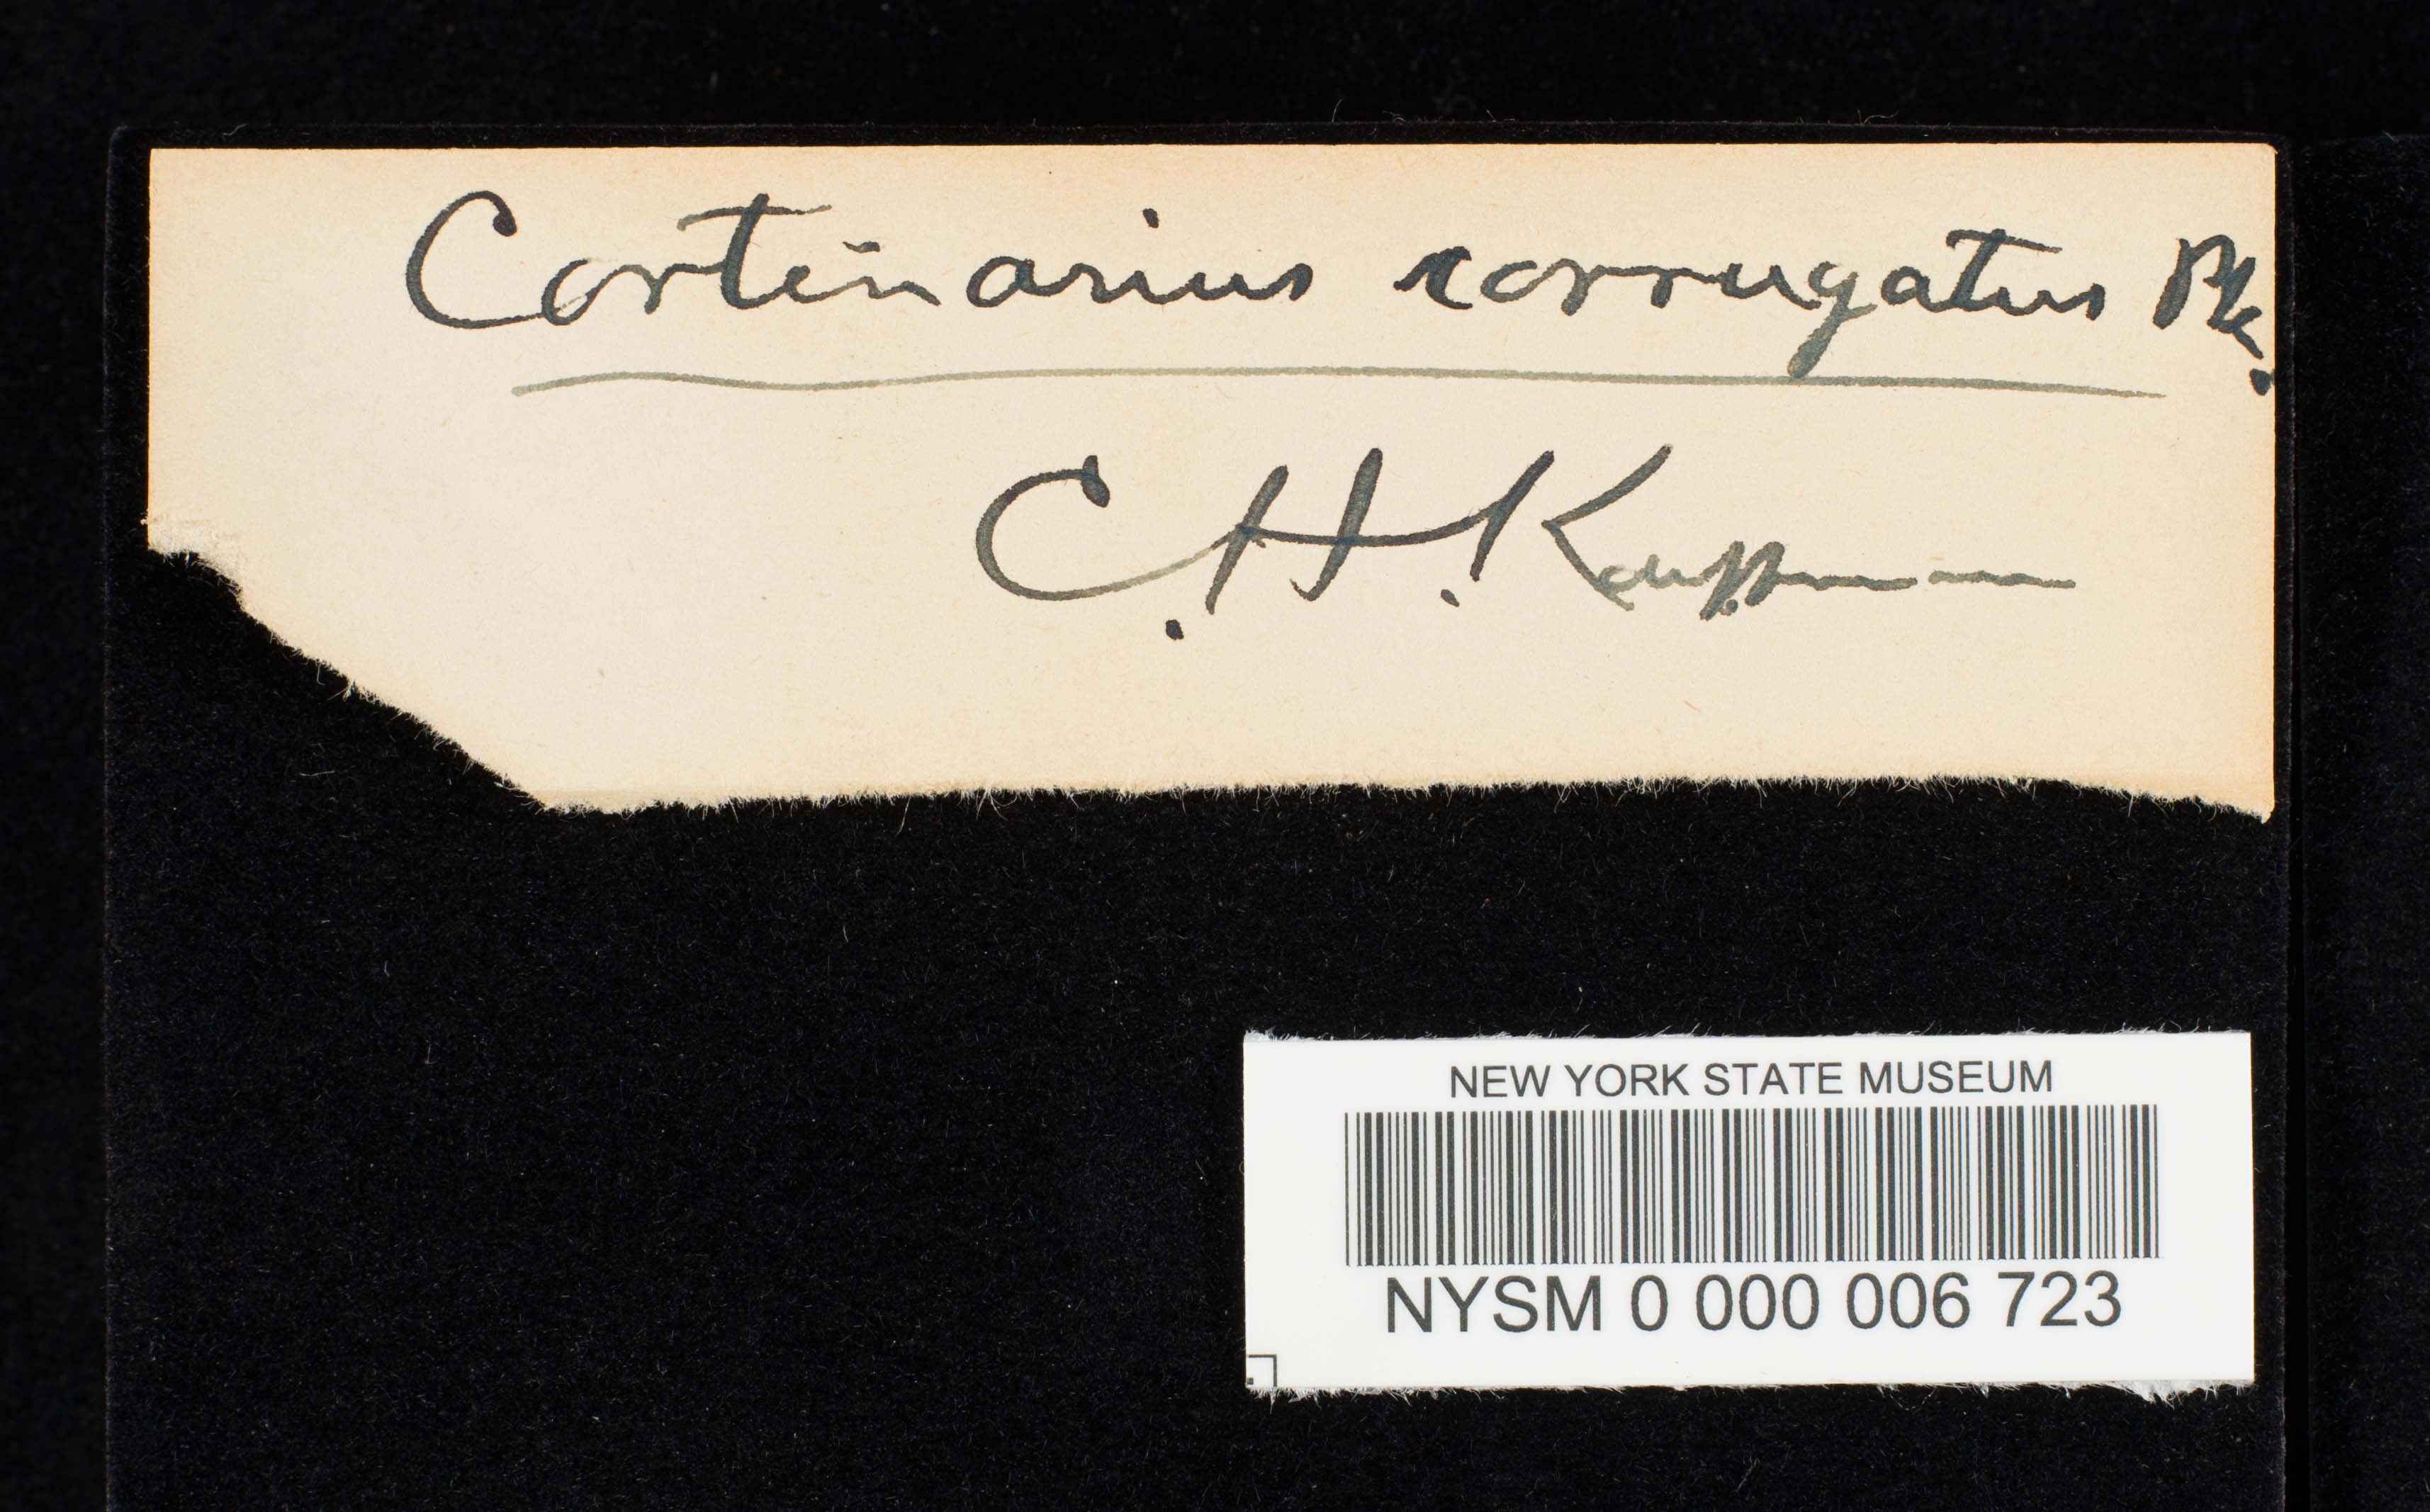 Cortinarius corrugatus Pk.
C.H.Kauffman
NEW YORK STATE MUSEUM
NYSM 0 000 006 723